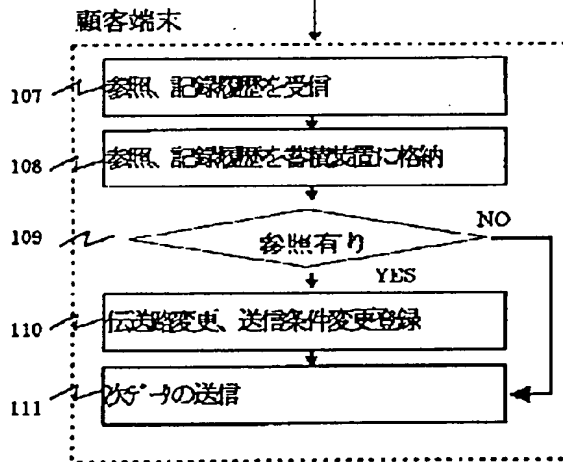 顧客端末
107 参照、記録履歴を受信
108 参照、記録履歴を蓄積装置に格納
109 参照有り
NO
YES
110 伝送路変更、送信条件変更登録
111 次データの送信